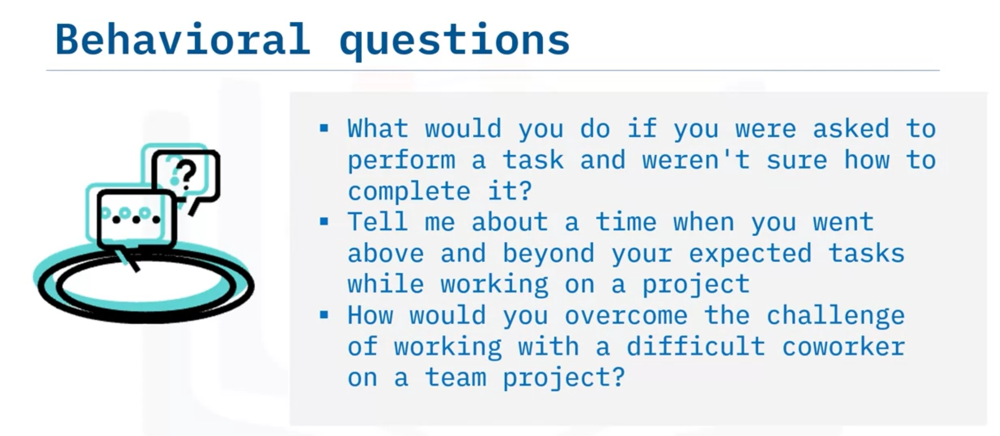 Behavioral questions
▪ What would you do if you were asked to
perform a task and weren't sure how to
complete it?
▪ Tell me about a time when you went
above and beyond your expected tasks
while working on a project
▪ How would you overcome the challenge
of working with a difficult coworker
on a team project?